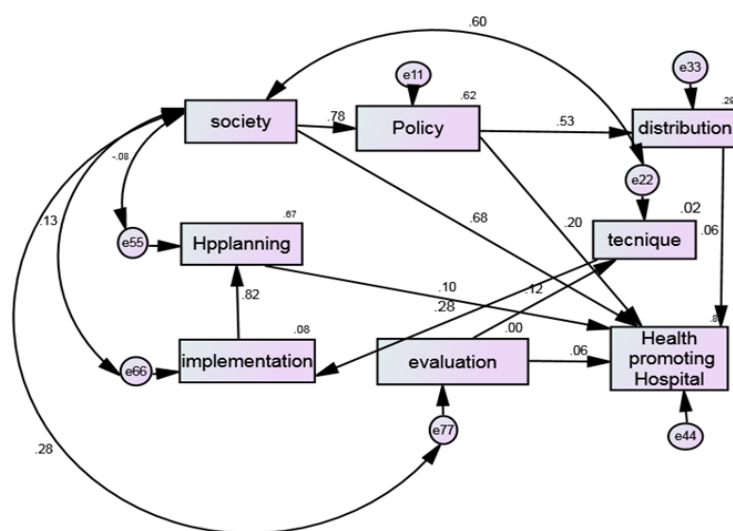 .60
e11
e33
.62
.29
society
.78
Policy
.53
distribution
-.08
e22
.13
.68
.67
.20
.02
.06
e55
Hpplanning
tecnique
.10
.12
.82
.28
.08
.00
e66
implementation
evaluation
.06
Health
promoting
Hospital
.28
e77
e44